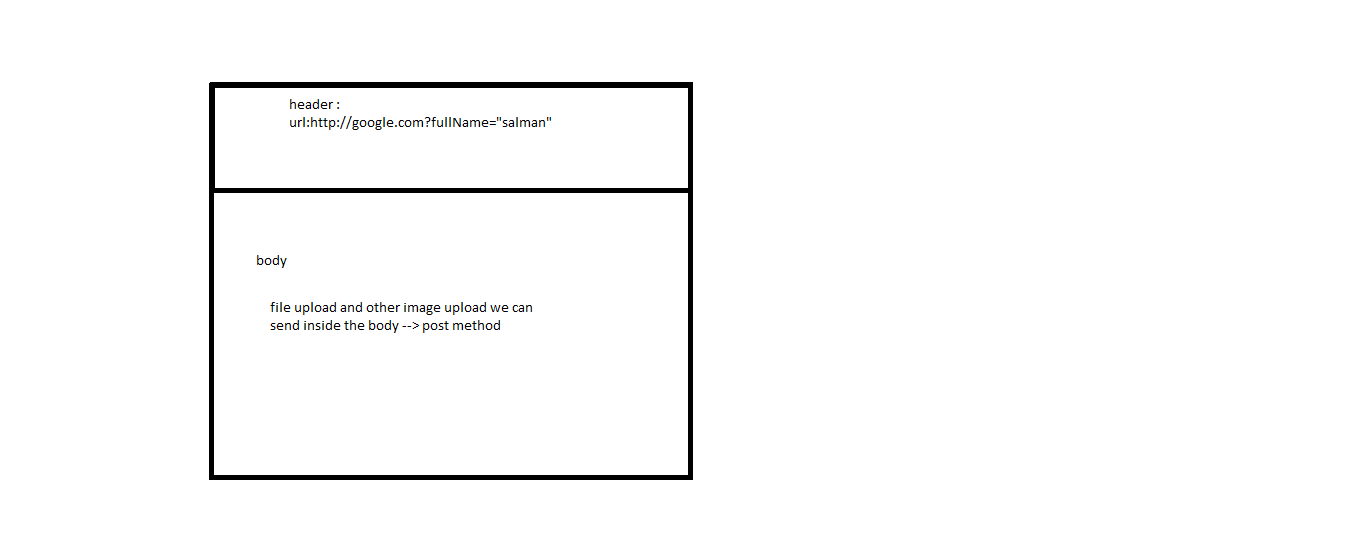 header :
url:http://google.com?fullName="salman"
body
file upload and other image upload we can
send inside the body --> post method